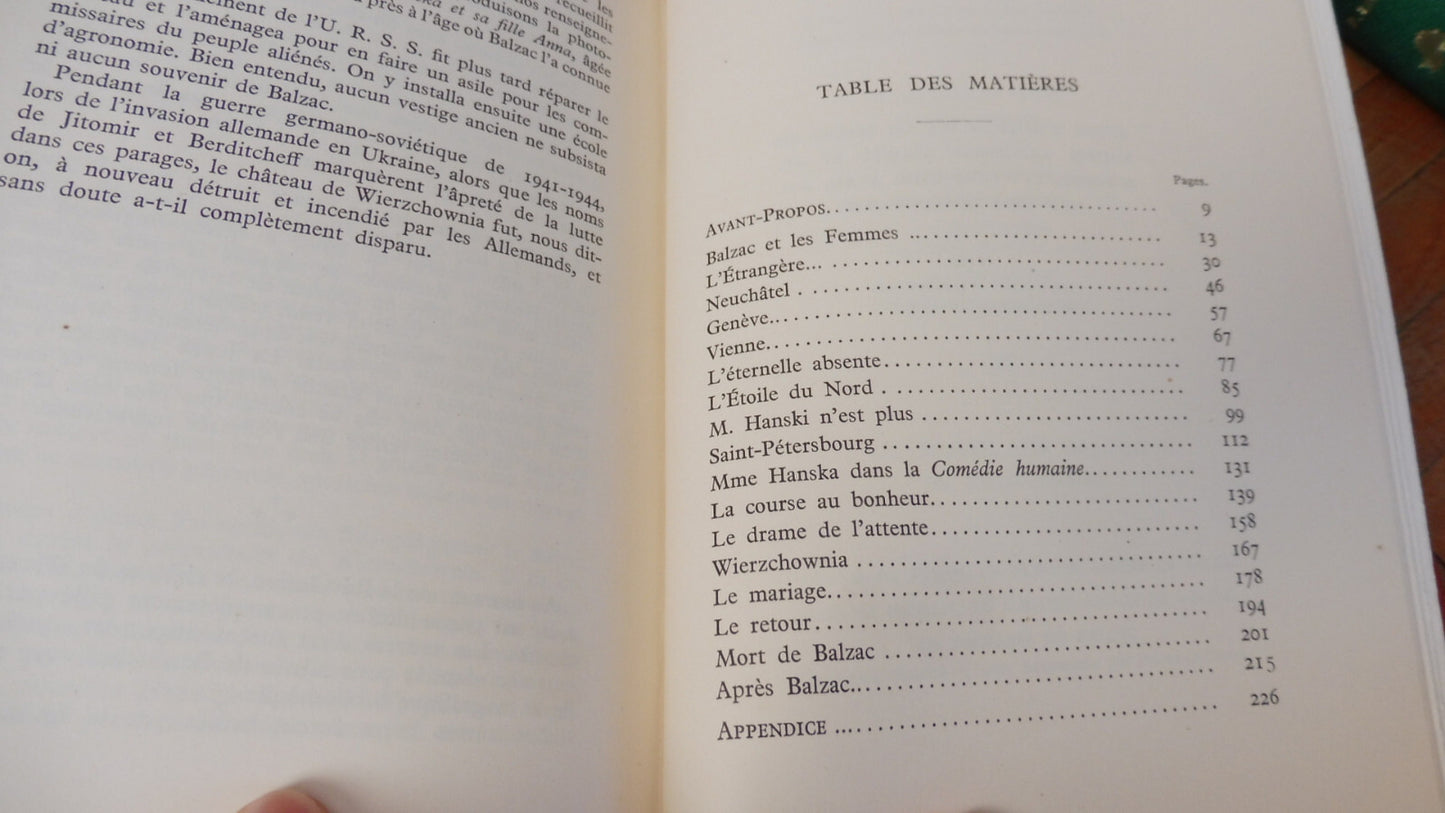 les
recueillit
nos renseigne-
duisons la photo-
ka et sa fille Anna, âgée
près à l'âge où Balzac l'a connue
ment de l'U. R. S. S. fit plus tard réparer le
et l'aménagea pour en faire un asile pour les com-
missaires du peuple aliénés. On y installa ensuite une école
d'agronomie. Bien entendu, aucun vestige ancien ne subsista
ni aucun souvenir de Balzac.
Pendant la guerre germano-soviétique de 1941-1944,
lors de l'invasion allemande en Ukraine, alors que les noms
de Jitomir et Berditcheff marquèrent l'âpreté de la lutte
dans ces parages, le château de Wierzchownia fut, nous dit-
on, à nouveau détruit et incendié par les Allemands, et
sans doute a-t-il complètement disparu.
TABLE DES MATIÈRES
Pages.
AVANT-PROPOS. 9
Balzac et les Femmes 13
L'Étrangère 30
Neuchâtel 46
Genève 57
Vienne 67
L'éternelle absente 77
L'Étoile du Nord 85
M. Hanski n'est plus 99
Saint-Pétersbourg 112
Mme Hanska dans la Comédie humaine 131
La course au bonheur 139
Le drame de l'attente 158
Wierzchownia 167
Le mariage 178
Le retour 194
Mort de Balzac 201
Après Balzac 215
APPENDICE 226